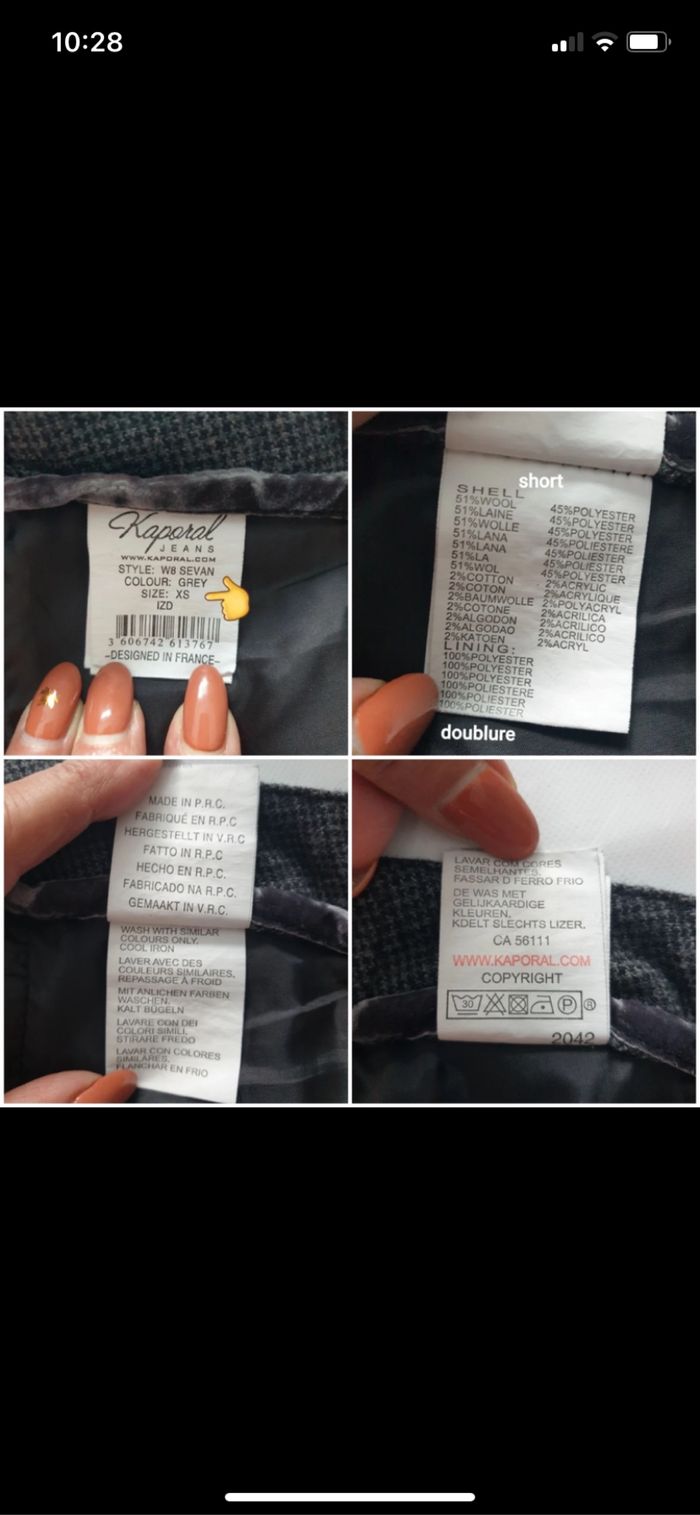 10:28
Kaporal
JEANS
WWW.KAPORAL.COM
STYLE: W8 SEVAN
COLOUR: GREY
SIZE: XS
IZD
3 606742 613767
-DESIGNED IN FRANCE-
short
SHELL
51%WOOL 45%POLYESTER
51%LAINE 45%POLYESTER
51%WOLLE 45%POLYESTER
51%LANA 45%POLIESTERE
51%LANA 45%POLIESTER
51%LA 45%POLIESTER
51%WOL 45%POLYESTER
2%COTTON 2%ACRYLIC
2%COTON 2%ACRYLIQUE
2%BAUMWOLLE 2%POLYACRYL
2%COTONE 2%ACRILICA
2%ALGODON 2%ACRILICO
2%ALGODAO 2%ACRILICO
2%KATOEN 2%ACRYL
LINING:
100%POLYESTER
100%POLYESTER
100%POLYESTER
100%POLIESTERE
100%POLIESTER
100%POLIESTER
doublure
MADE IN P.R.C.
FABRIQUÉ EN R.P.C
HERGESTELLT IN V.R.C
FATTO IN R.P.C
HECHO EN R.P.C.
FABRICADO NA R.P.C.
GEMAAKT IN V.R.C.
WASH WITH SIMILAR
COLOURS ONLY.
COOL IRON
LAVER AVEC DES
COULEURS SIMILAIRES,
REPASSAGE À FROID
MIT ANLICHEN FARBEN
WASCHEN.
KALT BÜGELN
LAVARE CON DEI
COLORI SIMILI,
STIRARE FREDO
LAVAR CON COLORES
SIMILARES.
PLANCHAR EN FRIO
LAVAR COM CORES
SEMELHANTES.
FASSAR D FERRO FRIO
DE WAS MET
GELIJKAARDIGE
KLEUREN.
KDELT SLECHTS LIZER.
CA 56111
WWW.KAPORAL.COM
COPYRIGHT
30 P ®
2042